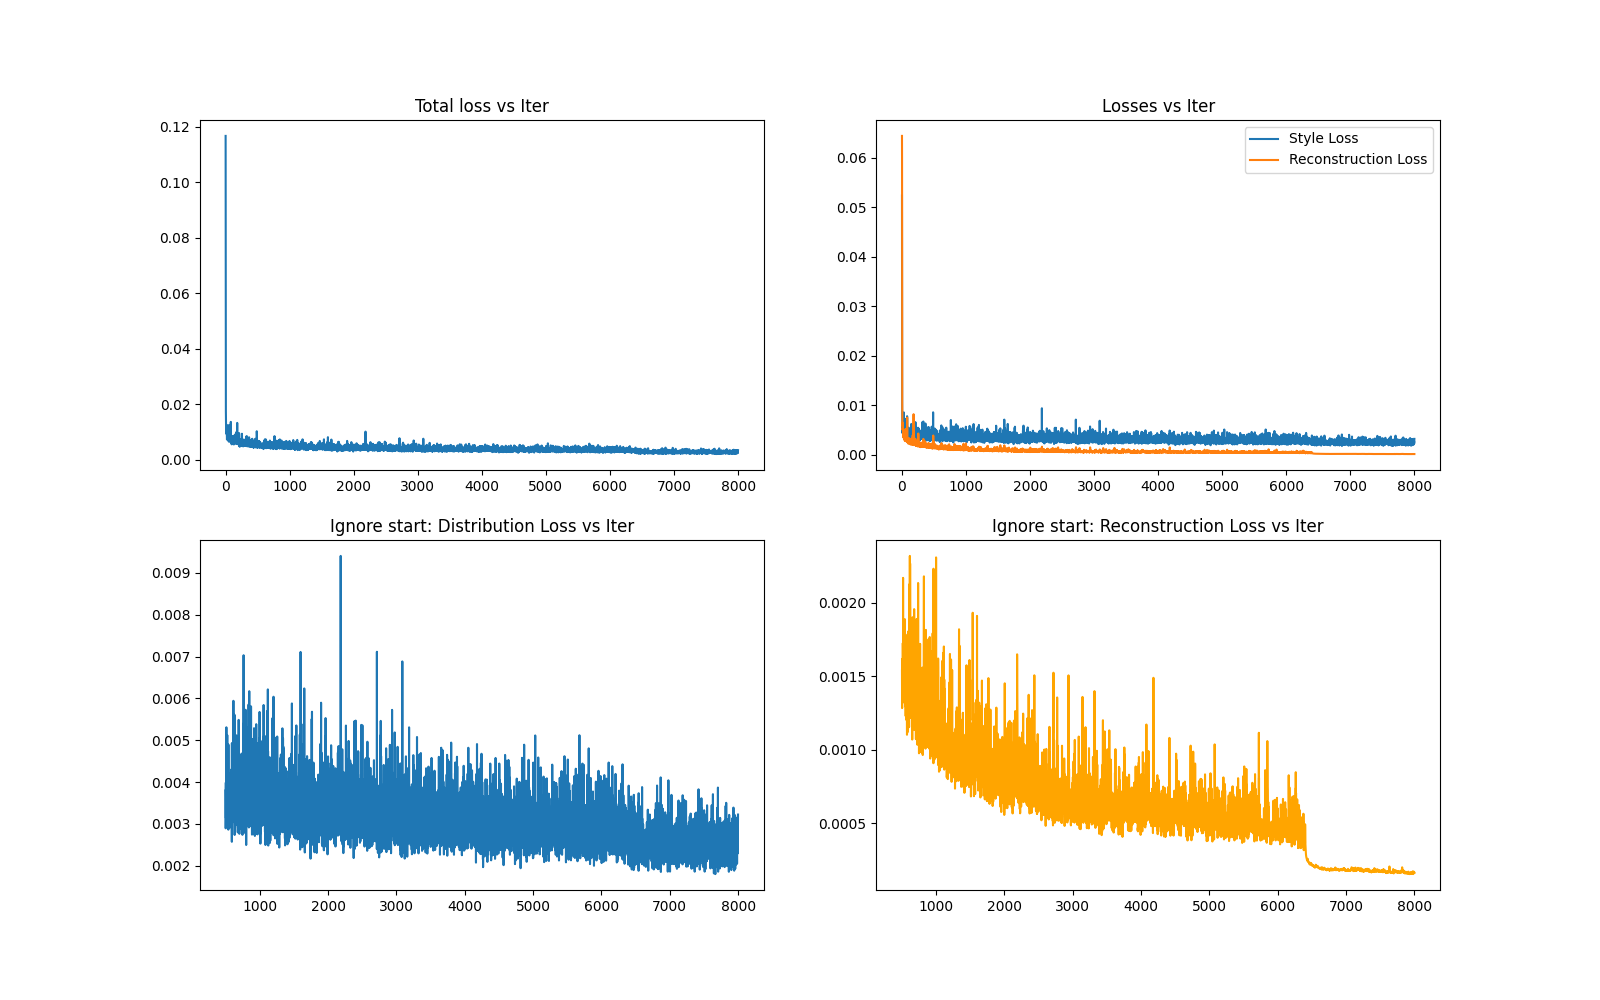 Total loss vs Iter
0.12
0.10
0.08
0.06
0.04
0.02
0.00
0 1000 2000 3000 4000 5000 6000 7000 8000
Losses vs Iter
Style Loss
Reconstruction Loss
0.06
0.05
0.04
0.03
0.02
0.01
0.00
0 1000 2000 3000 4000 5000 6000 7000 8000
Ignore start: Distribution Loss vs Iter
0.009
0.008
0.007
0.006
0.005
0.004
0.003
0.002
1000 2000 3000 4000 5000 6000 7000 8000
Ignore start: Reconstruction Loss vs Iter
0.0020
0.0015
0.0010
0.0005
1000 2000 3000 4000 5000 6000 7000 8000